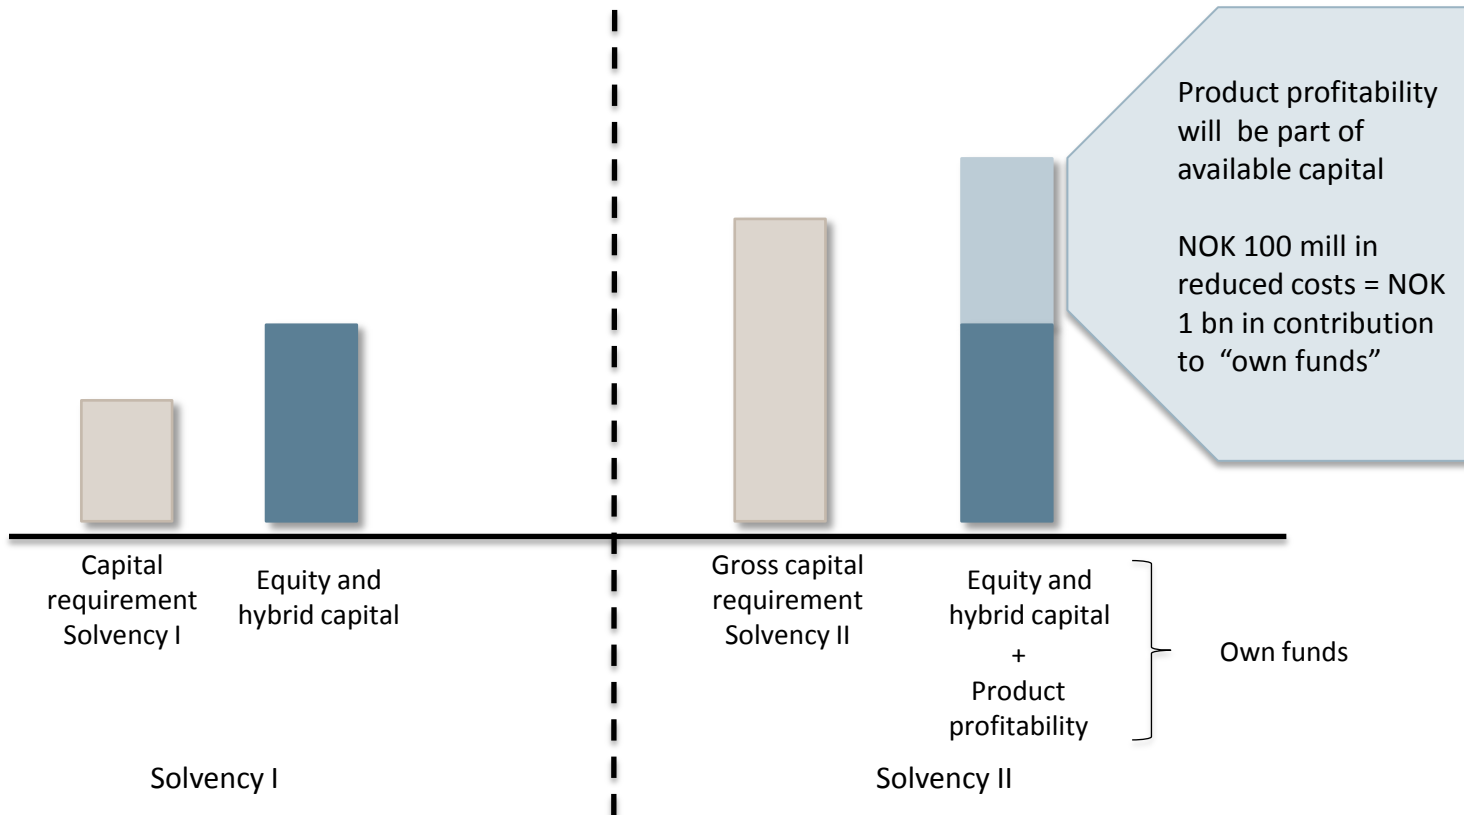 Product profitability
will be part of
available capital
NOK 100 mill in
reduced costs = NOK
1 bn in contribution
to “own funds”
Capital
requirement
Solvency I
Equity and
hybrid capital
Gross capital
requirement
Solvency II
Equity and
hybrid capital
+
Product
profitability
Own funds
Solvency I
Solvency II